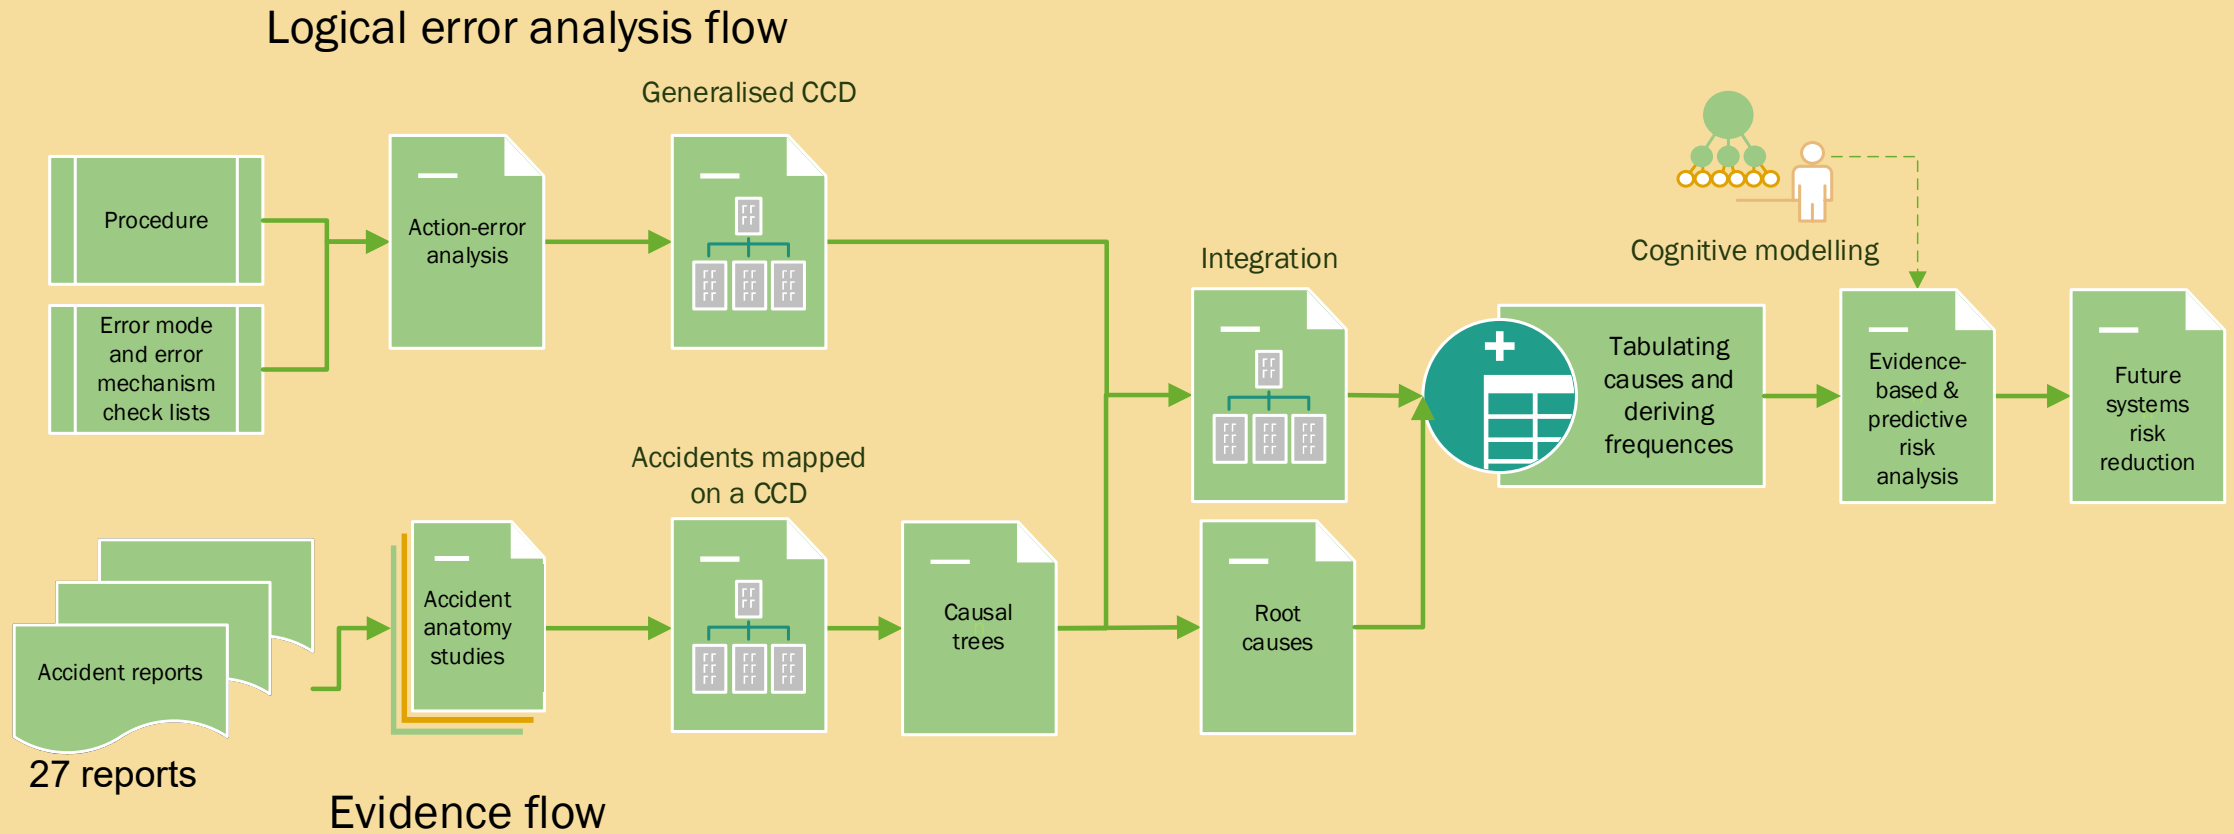 Logical error analysis flow
Generalised CCD
Procedure
Error mode
and error
mechanism
check lists
Action-error
analysis
Integration
Cognitive modelling
Tabulating
causes and
deriving
frequences
Evidence-
based &
predictive
risk
analysis
Future
systems
risk
reduction
Accidents mapped
on a CCD
Accident reports
Accident
anatomy
studies
Causal
trees
Root
causes
27 reports
Evidence flow